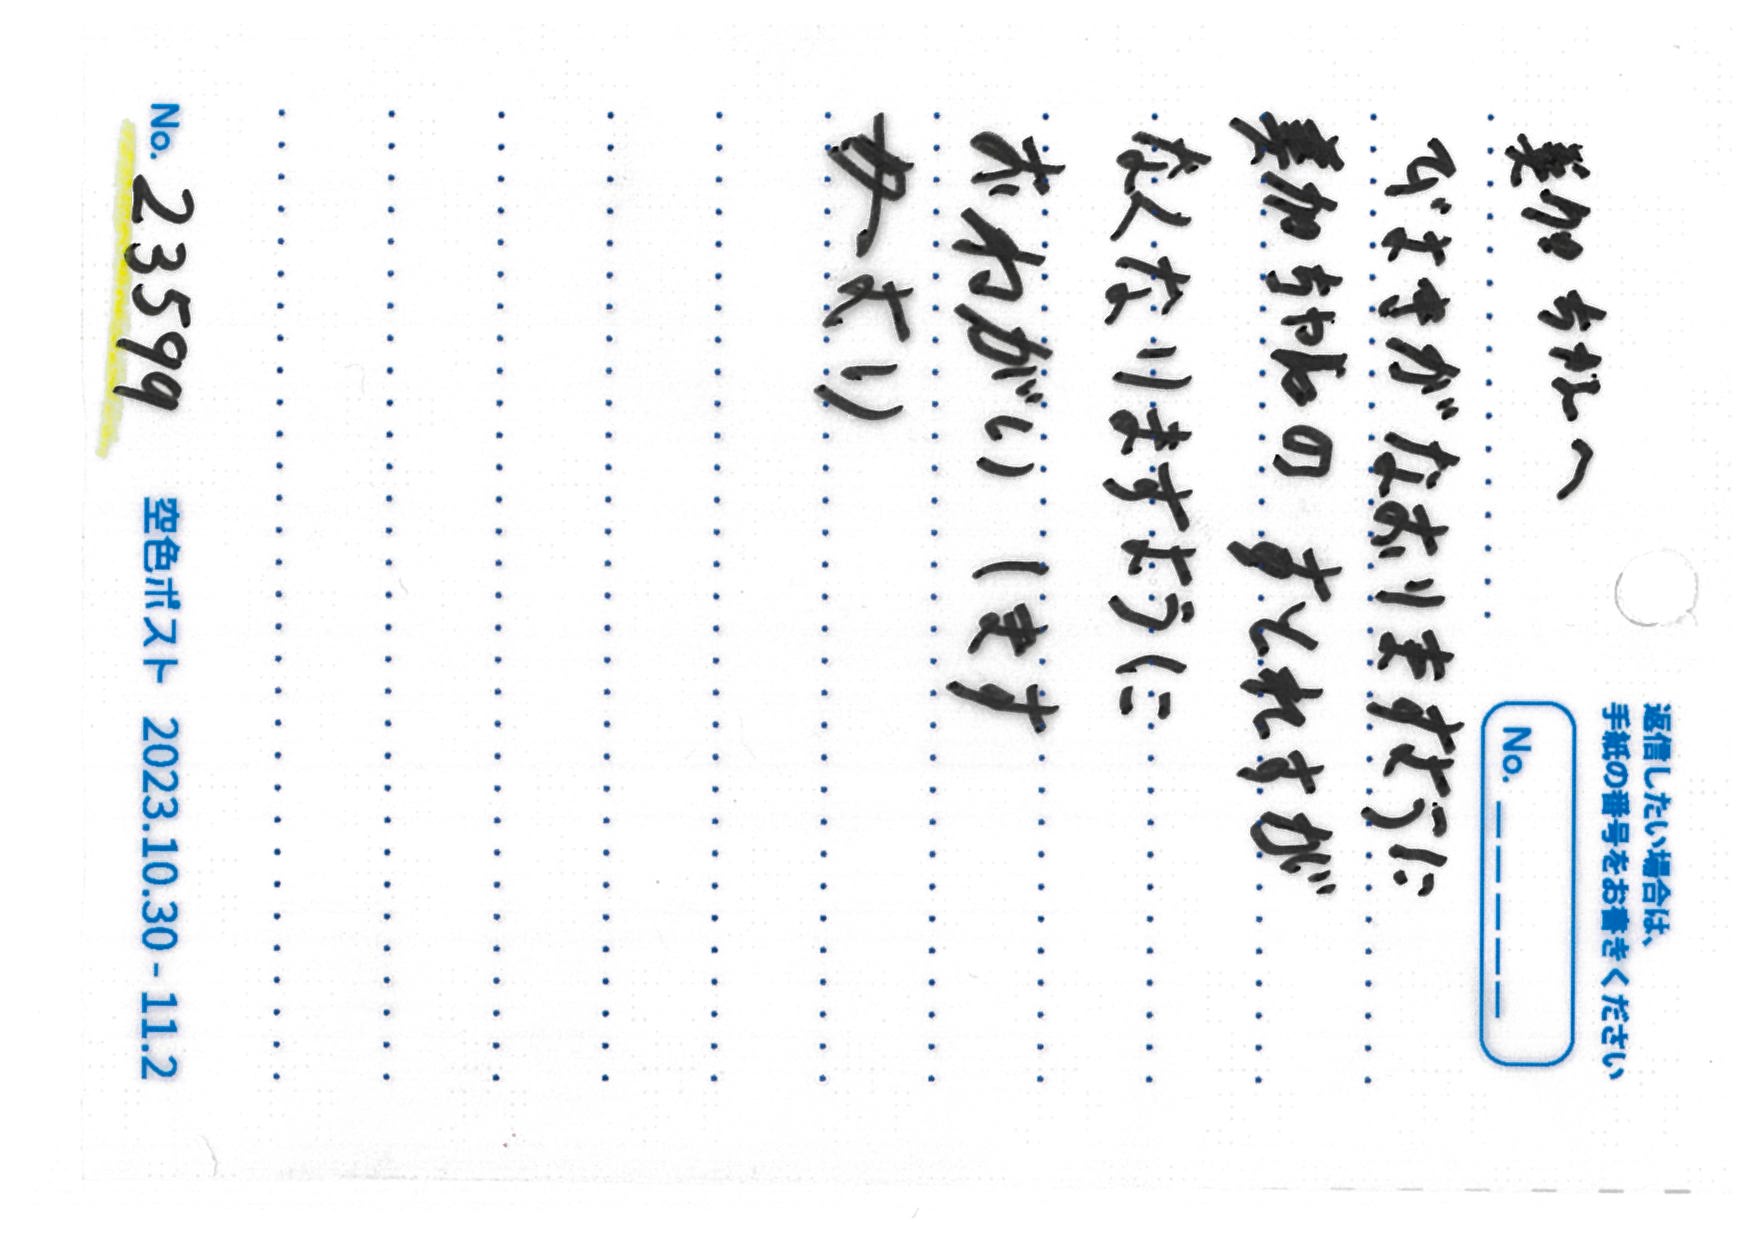 返信したい場合は、
手紙の番号をお書きください
No. _ _ _ _ _
美加ちゃんへ
びよきがなおりますように
美加ちゃんのすとれすが
なくなりますように
おねがいします
より
No. 23599
空色ポスト 2023.10.30 - 11.2